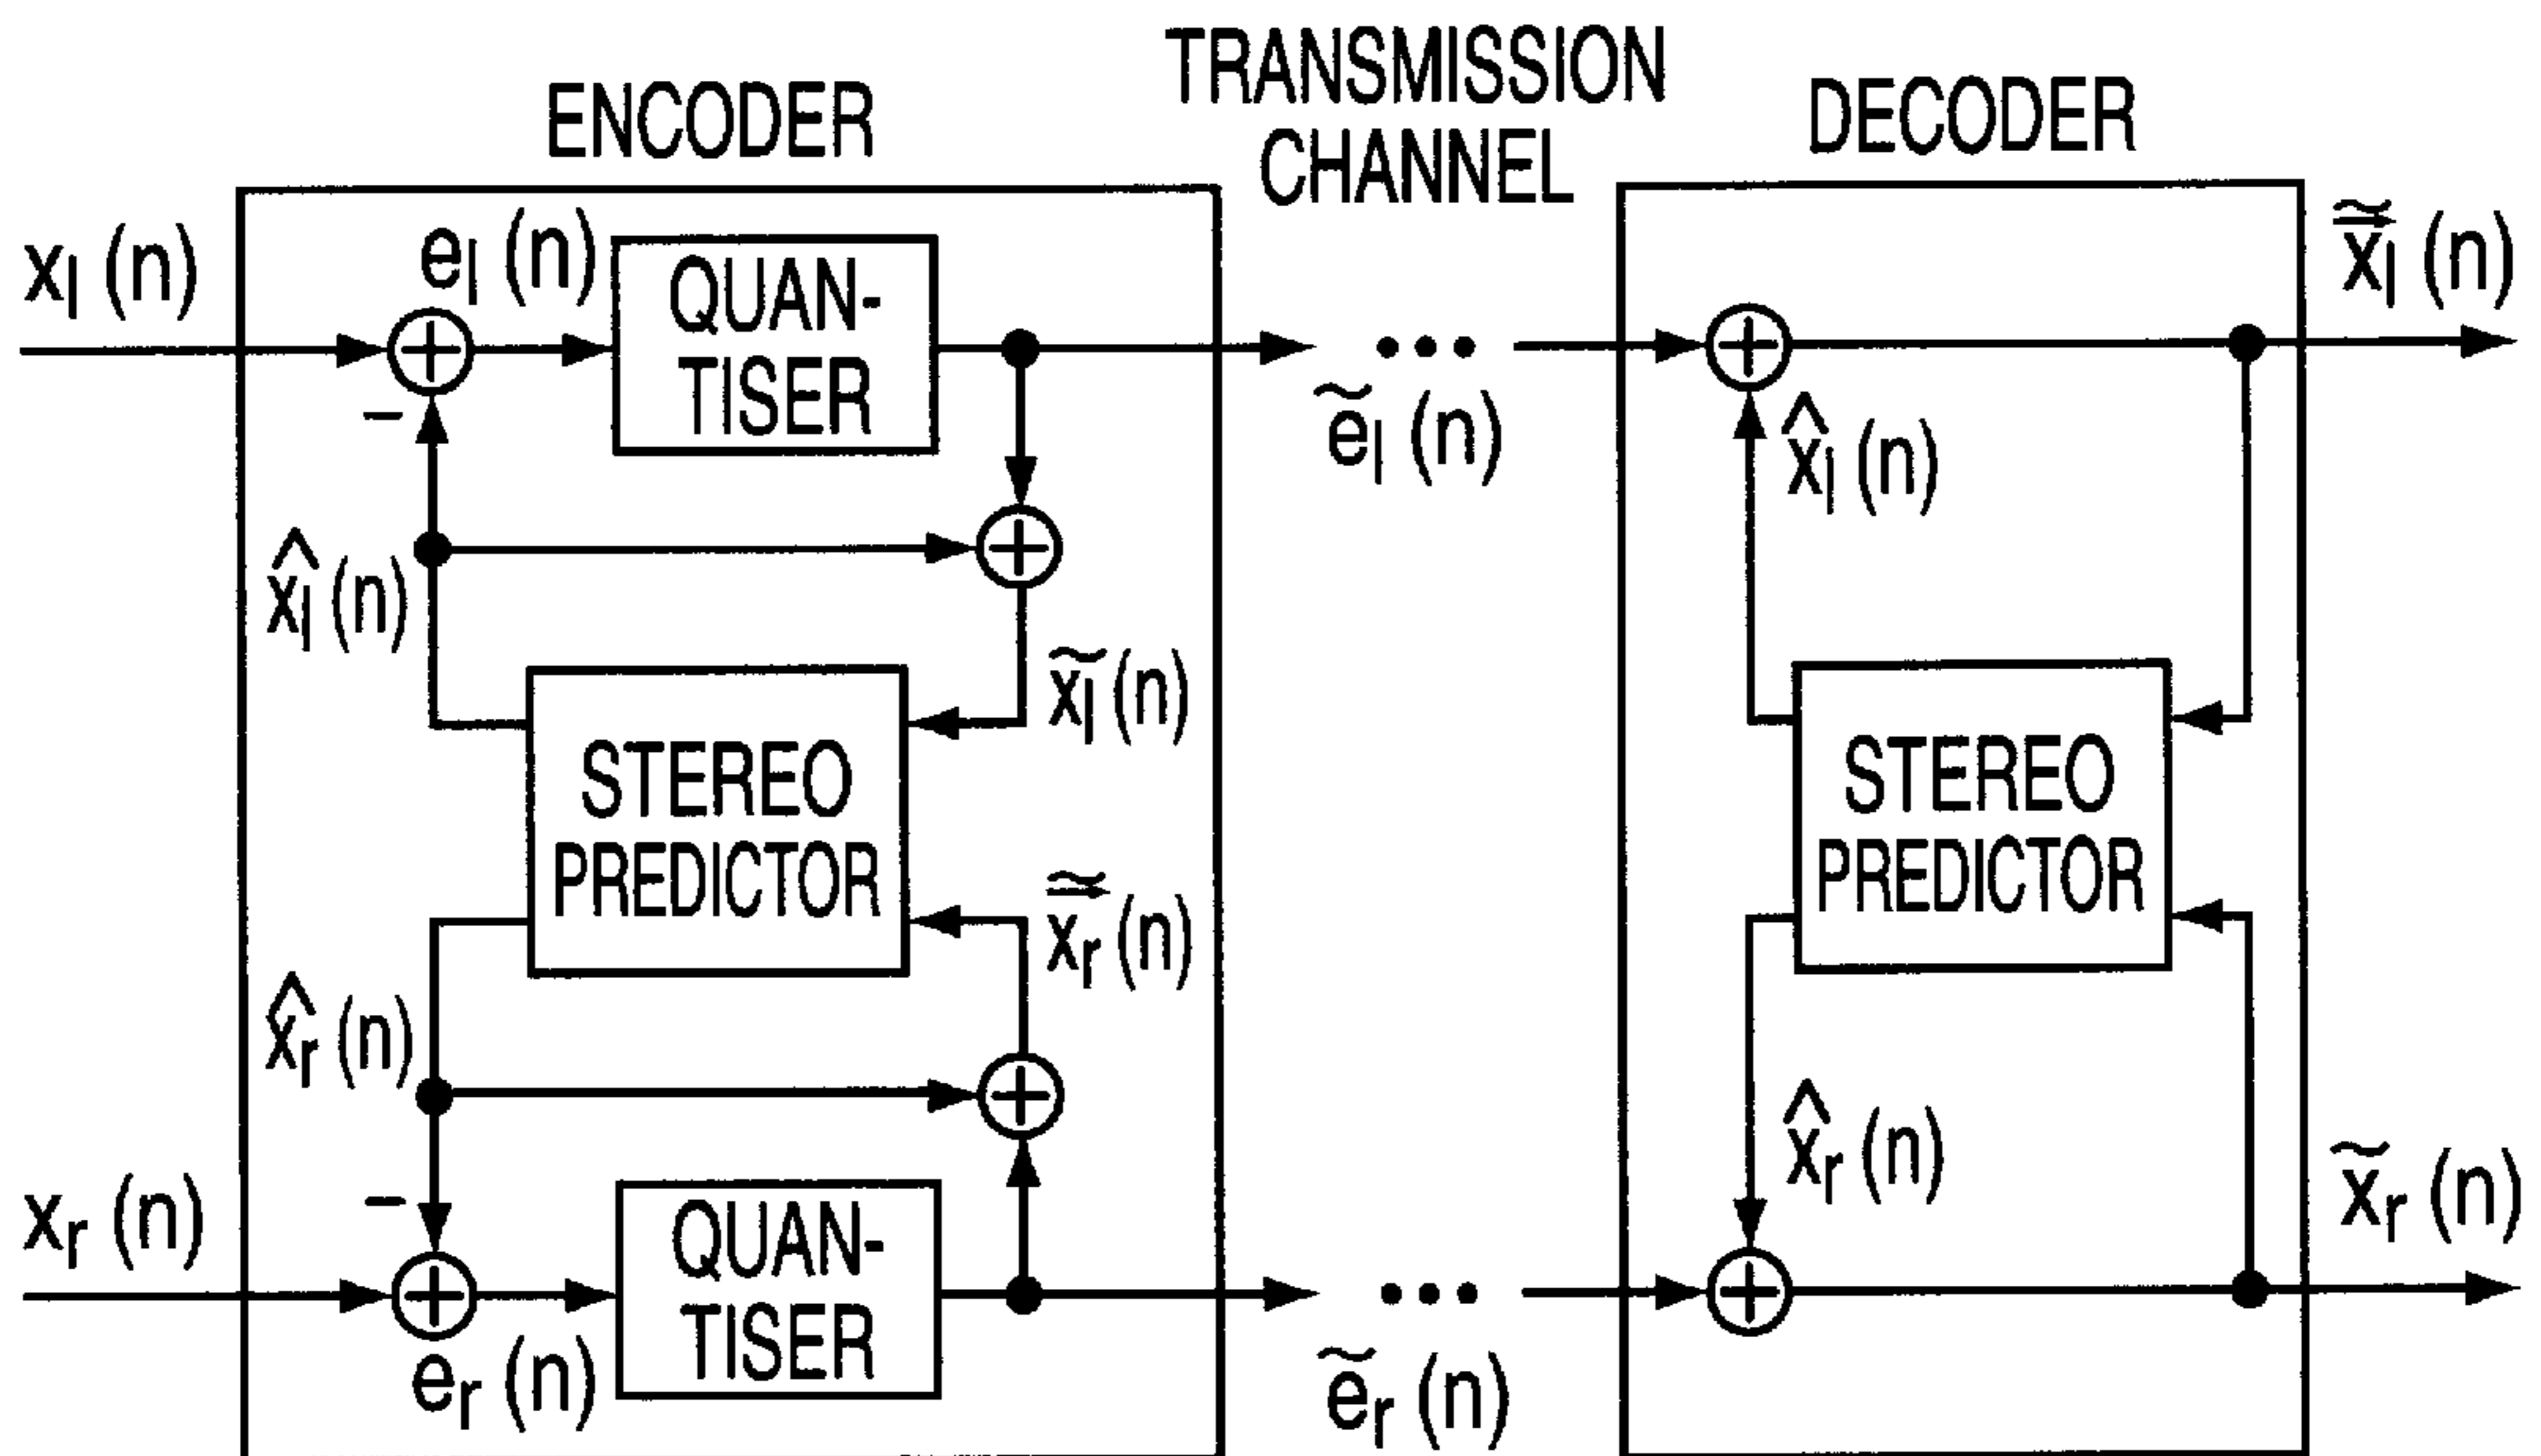 ENCODER
TRANSMISSION
CHANNEL
DECODER
x_l (n)
e_l (n)
QUAN-
TISER
−
x̂_l (n)
x̃_l (n)
STEREO
PREDICTOR
x̃⃗_r (n)
x̂_r (n)
−
x_r (n)
e_r (n)
QUAN-
TISER
• • •
ẽ_l (n)
• • •
ẽ_r (n)
x̂_l (n)
STEREO
PREDICTOR
x̂_r (n)
x̃⃗_l (n)
x̃_r (n)